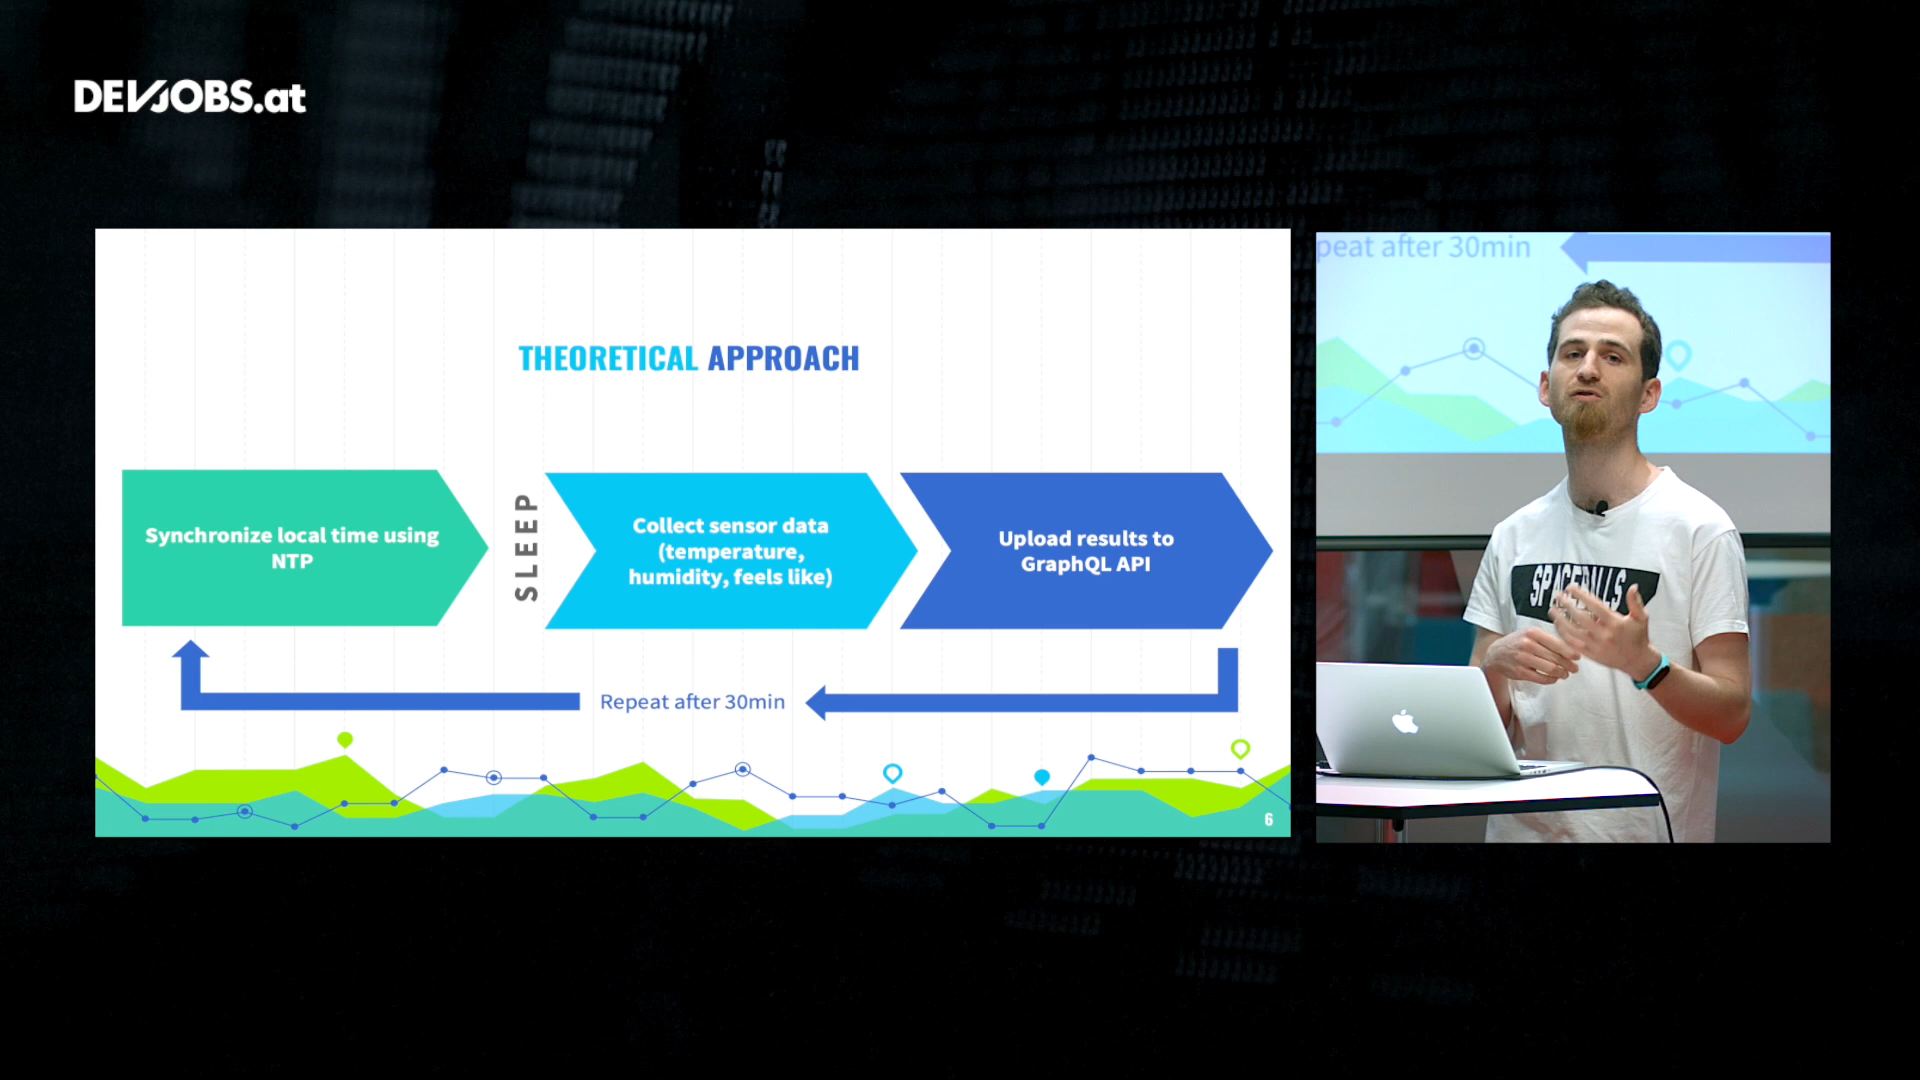 DEVJOBS.at
THEORETICAL APPROACH
Synchronize local time using
NTP
SLEEP
Collect sensor data
(temperature,
humidity, feels like)
Upload results to
GraphQL API
Repeat after 30min
6
peat after 30min
SPACEBALLS